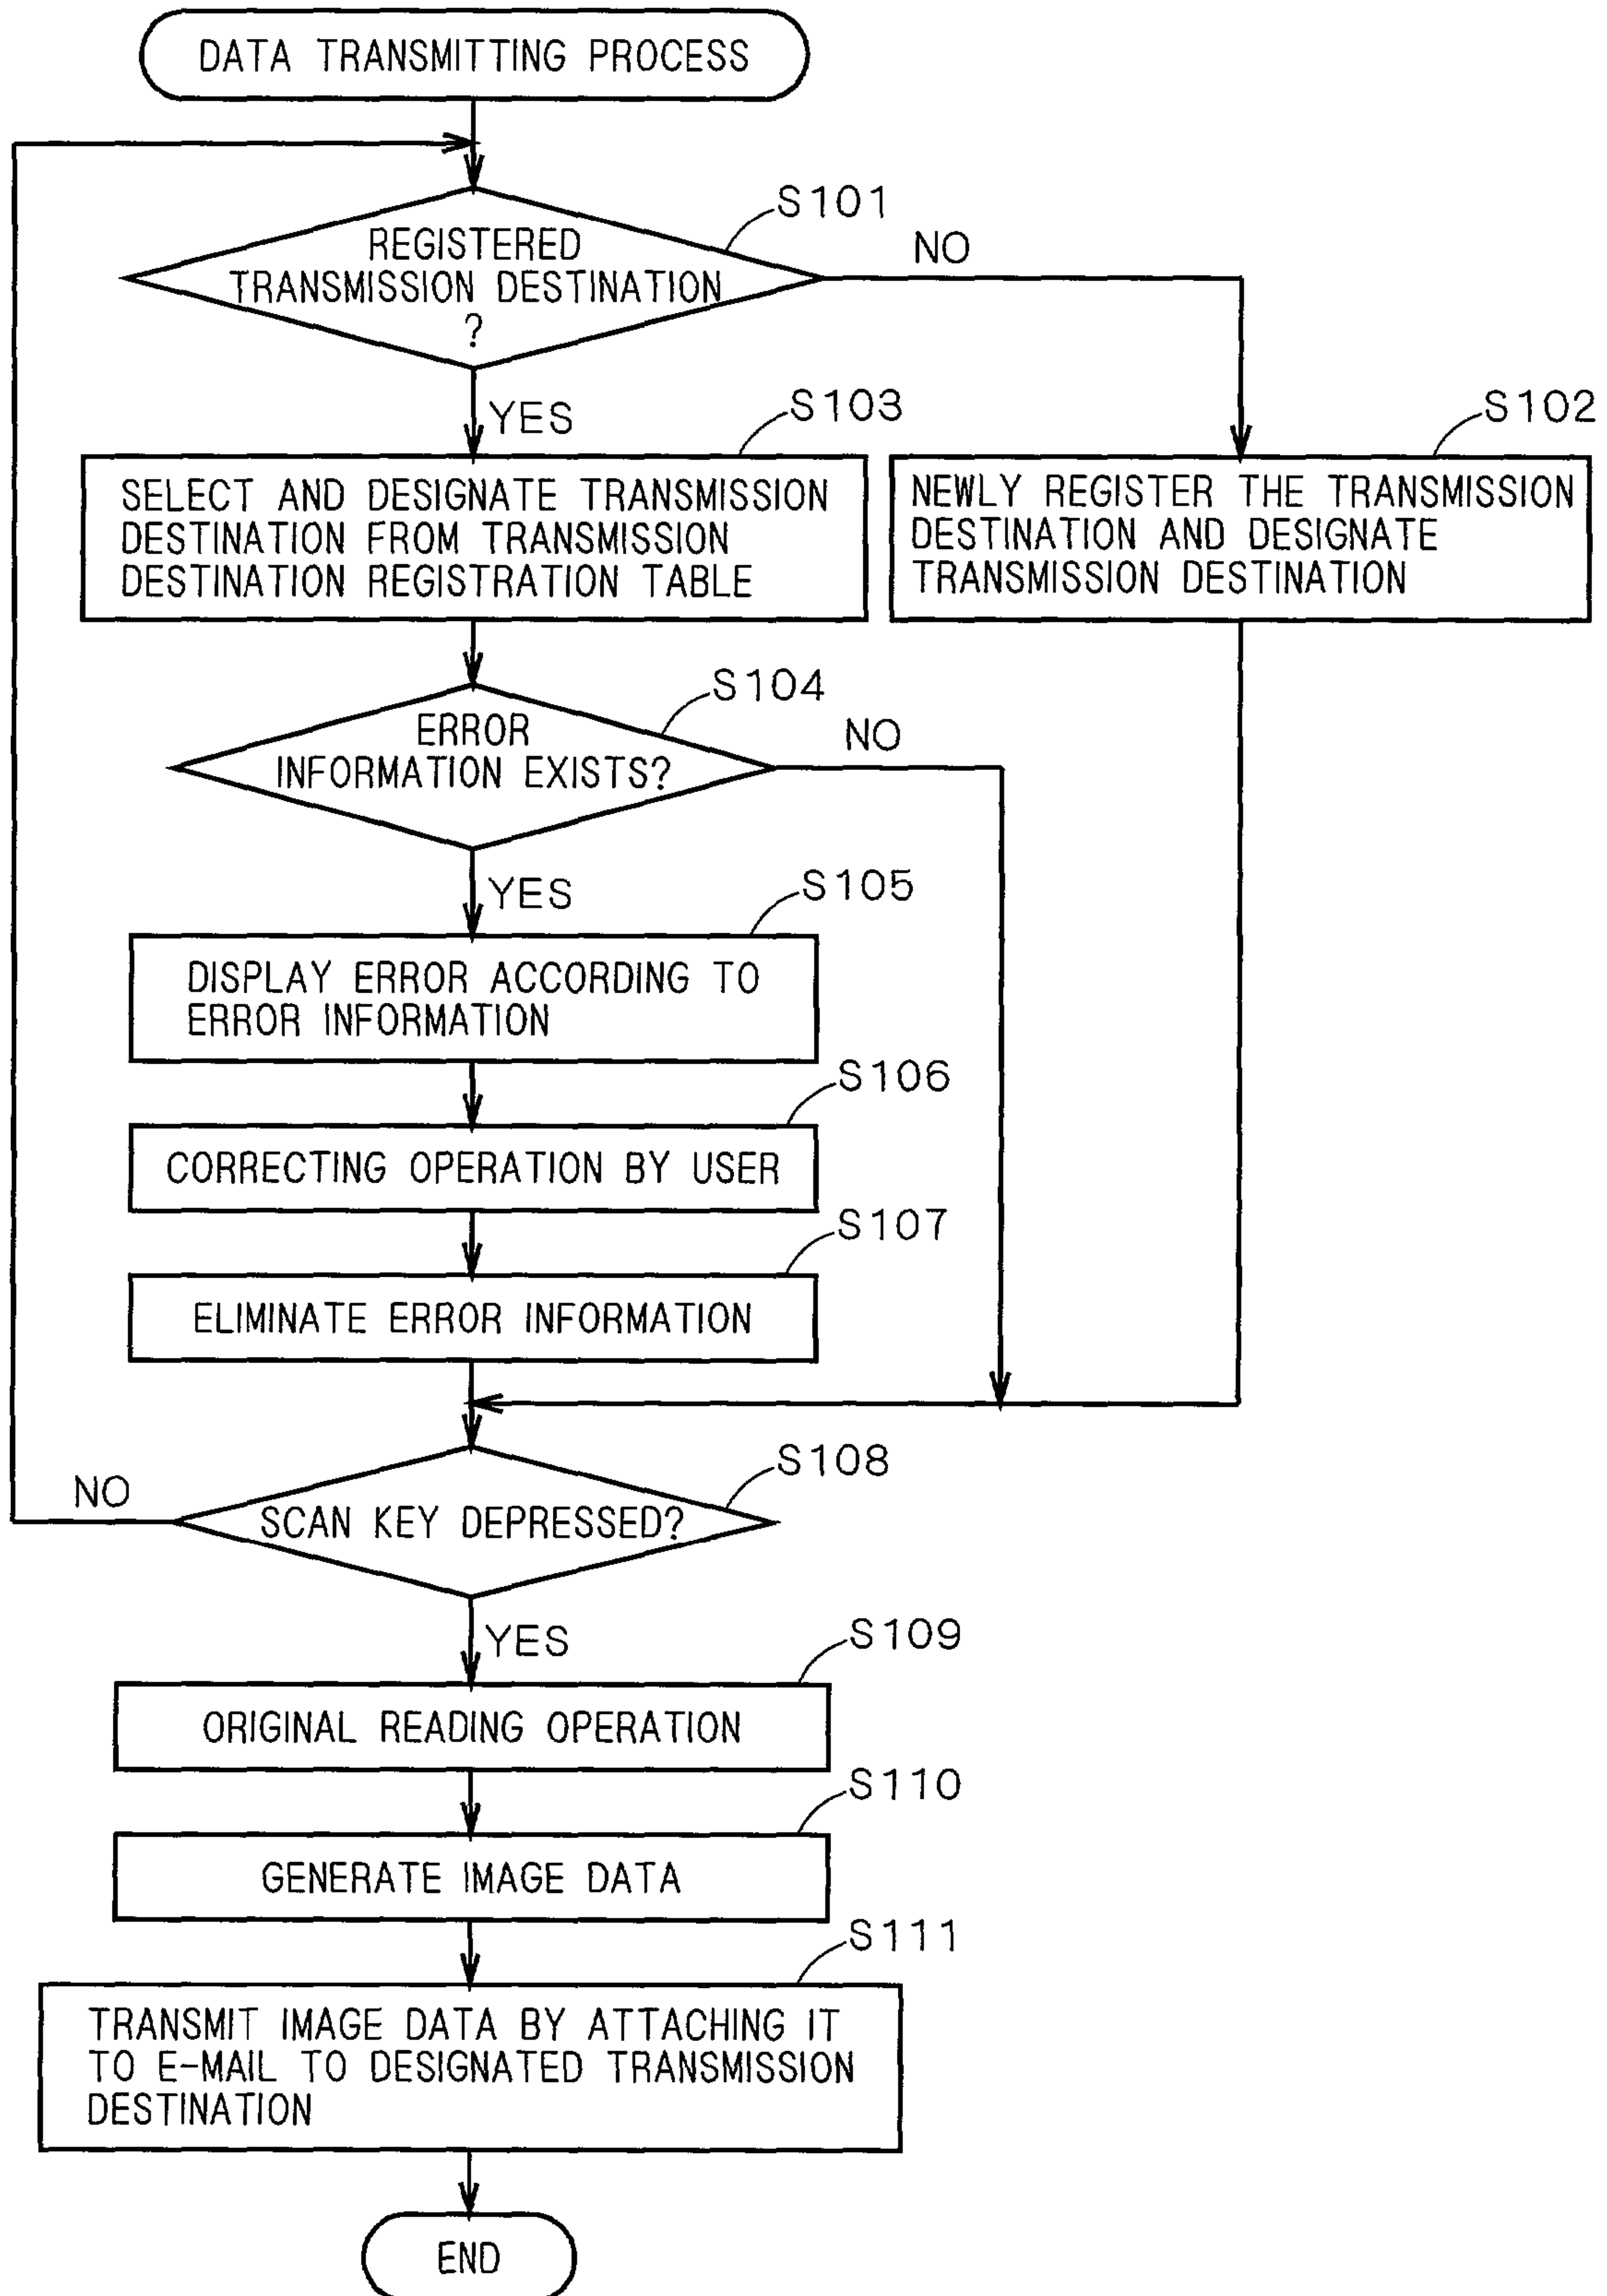 DATA TRANSMITTING PROCESS
S101
REGISTERED
TRANSMISSION DESTINATION
?
NO
YES
S103
SELECT AND DESIGNATE TRANSMISSION
DESTINATION FROM TRANSMISSION
DESTINATION REGISTRATION TABLE
S102
NEWLY REGISTER THE TRANSMISSION
DESTINATION AND DESIGNATE
TRANSMISSION DESTINATION
S104
ERROR
INFORMATION EXISTS?
NO
YES
S105
DISPLAY ERROR ACCORDING TO
ERROR INFORMATION
S106
CORRECTING OPERATION BY USER
S107
ELIMINATE ERROR INFORMATION
S108
NO
SCAN KEY DEPRESSED?
YES
S109
ORIGINAL READING OPERATION
S110
GENERATE IMAGE DATA
S111
TRANSMIT IMAGE DATA BY ATTACHING IT
TO E-MAIL TO DESIGNATED TRANSMISSION
DESTINATION
END